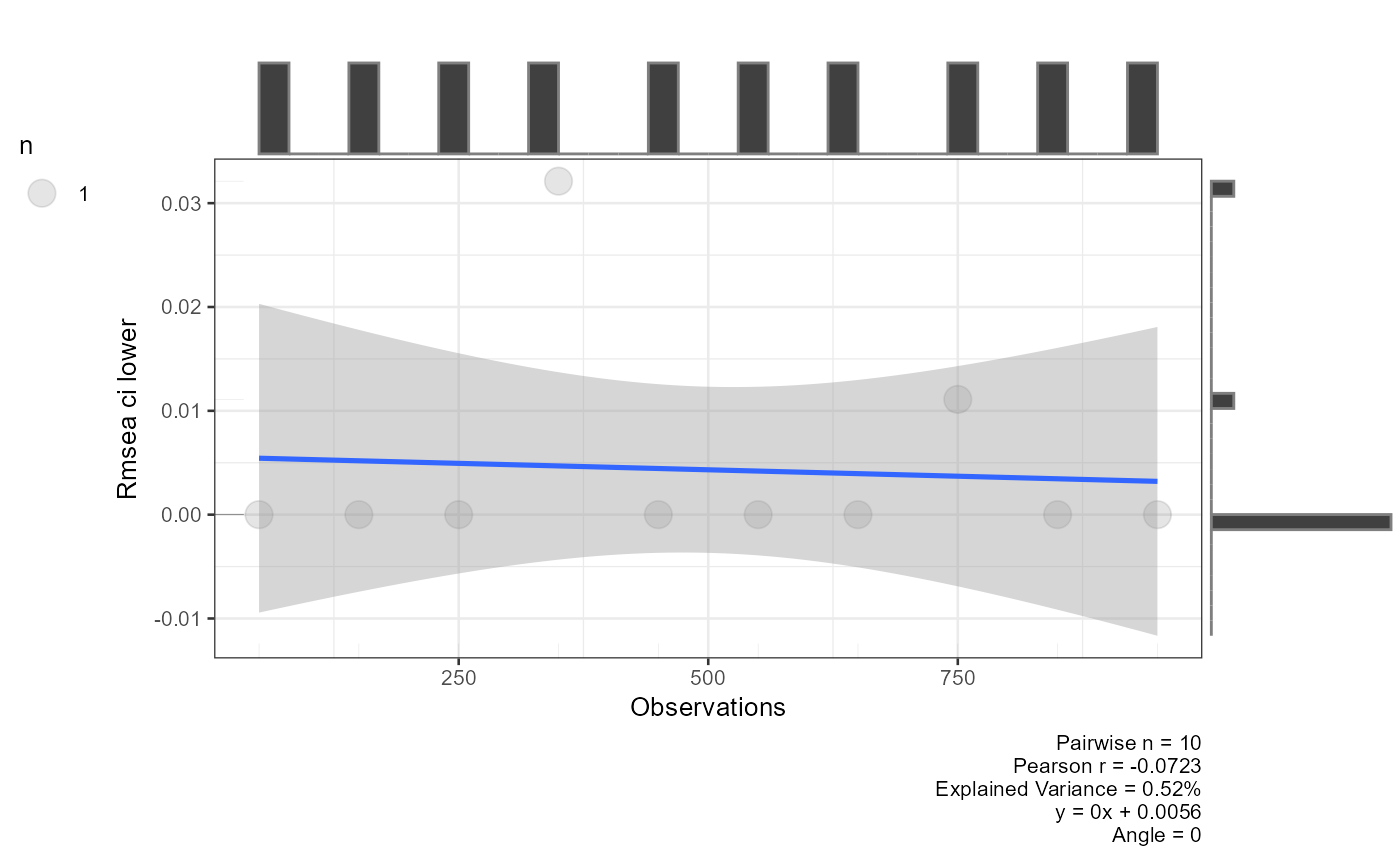 n
1
0.03
0.02
0.01
0.00
-0.01
Rmsea ci lower
250
500
750
Observations
Pairwise n = 10
Pearson r = -0.0723
Explained Variance = 0.52%
y = 0x + 0.0056
Angle = 0